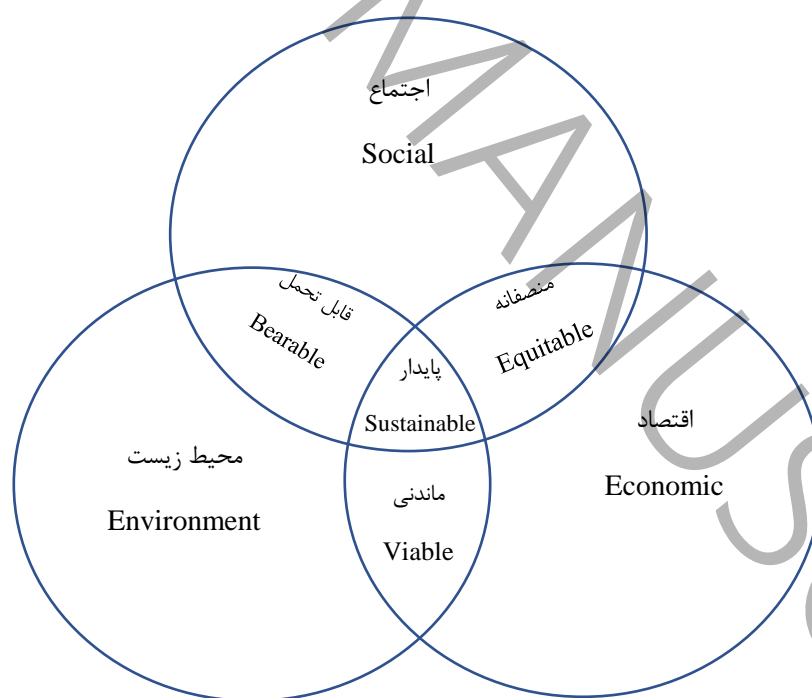 اجتماع
Social
قابل تحمل
Bearable
منصفانه
Equitable
پایدار
Sustainable
محیط زیست
Environment
اقتصاد
Economic
ماندنی
Viable
MANUS